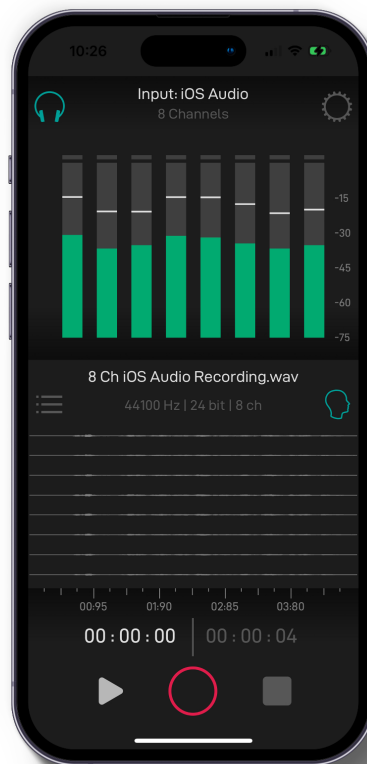 10:26
Input: iOS Audio
8 Channels
-15
-30
-45
-60
-75
8 Ch iOS Audio Recording.wav
44100 Hz | 24 bit | 8 ch
00:95 01:90 02:85 03:80
00 : 00 : 00 00 : 00 : 04